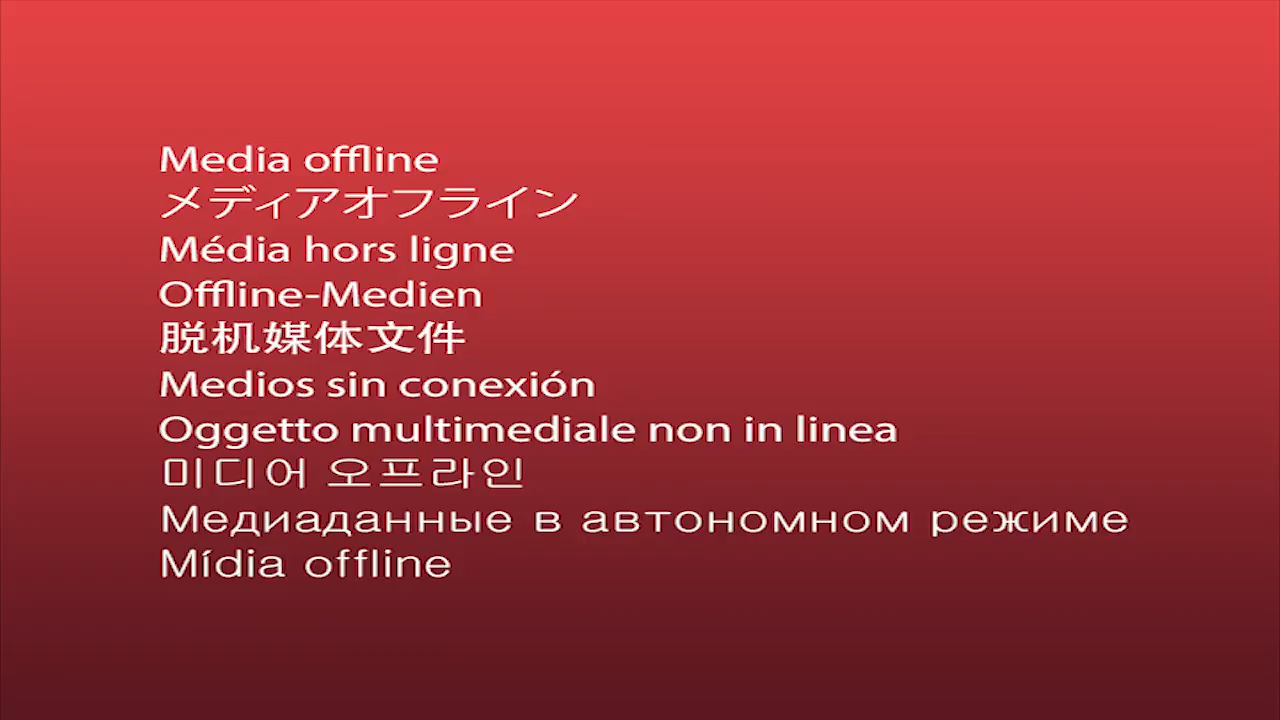 Media offline
メディアオフライン
Média hors ligne
Offline-Medien
脱机媒体文件
Medios sin conexión
Oggetto multimediale non in linea
미디어 오프라인
Медиаданные в автономном режиме
Mídia offline